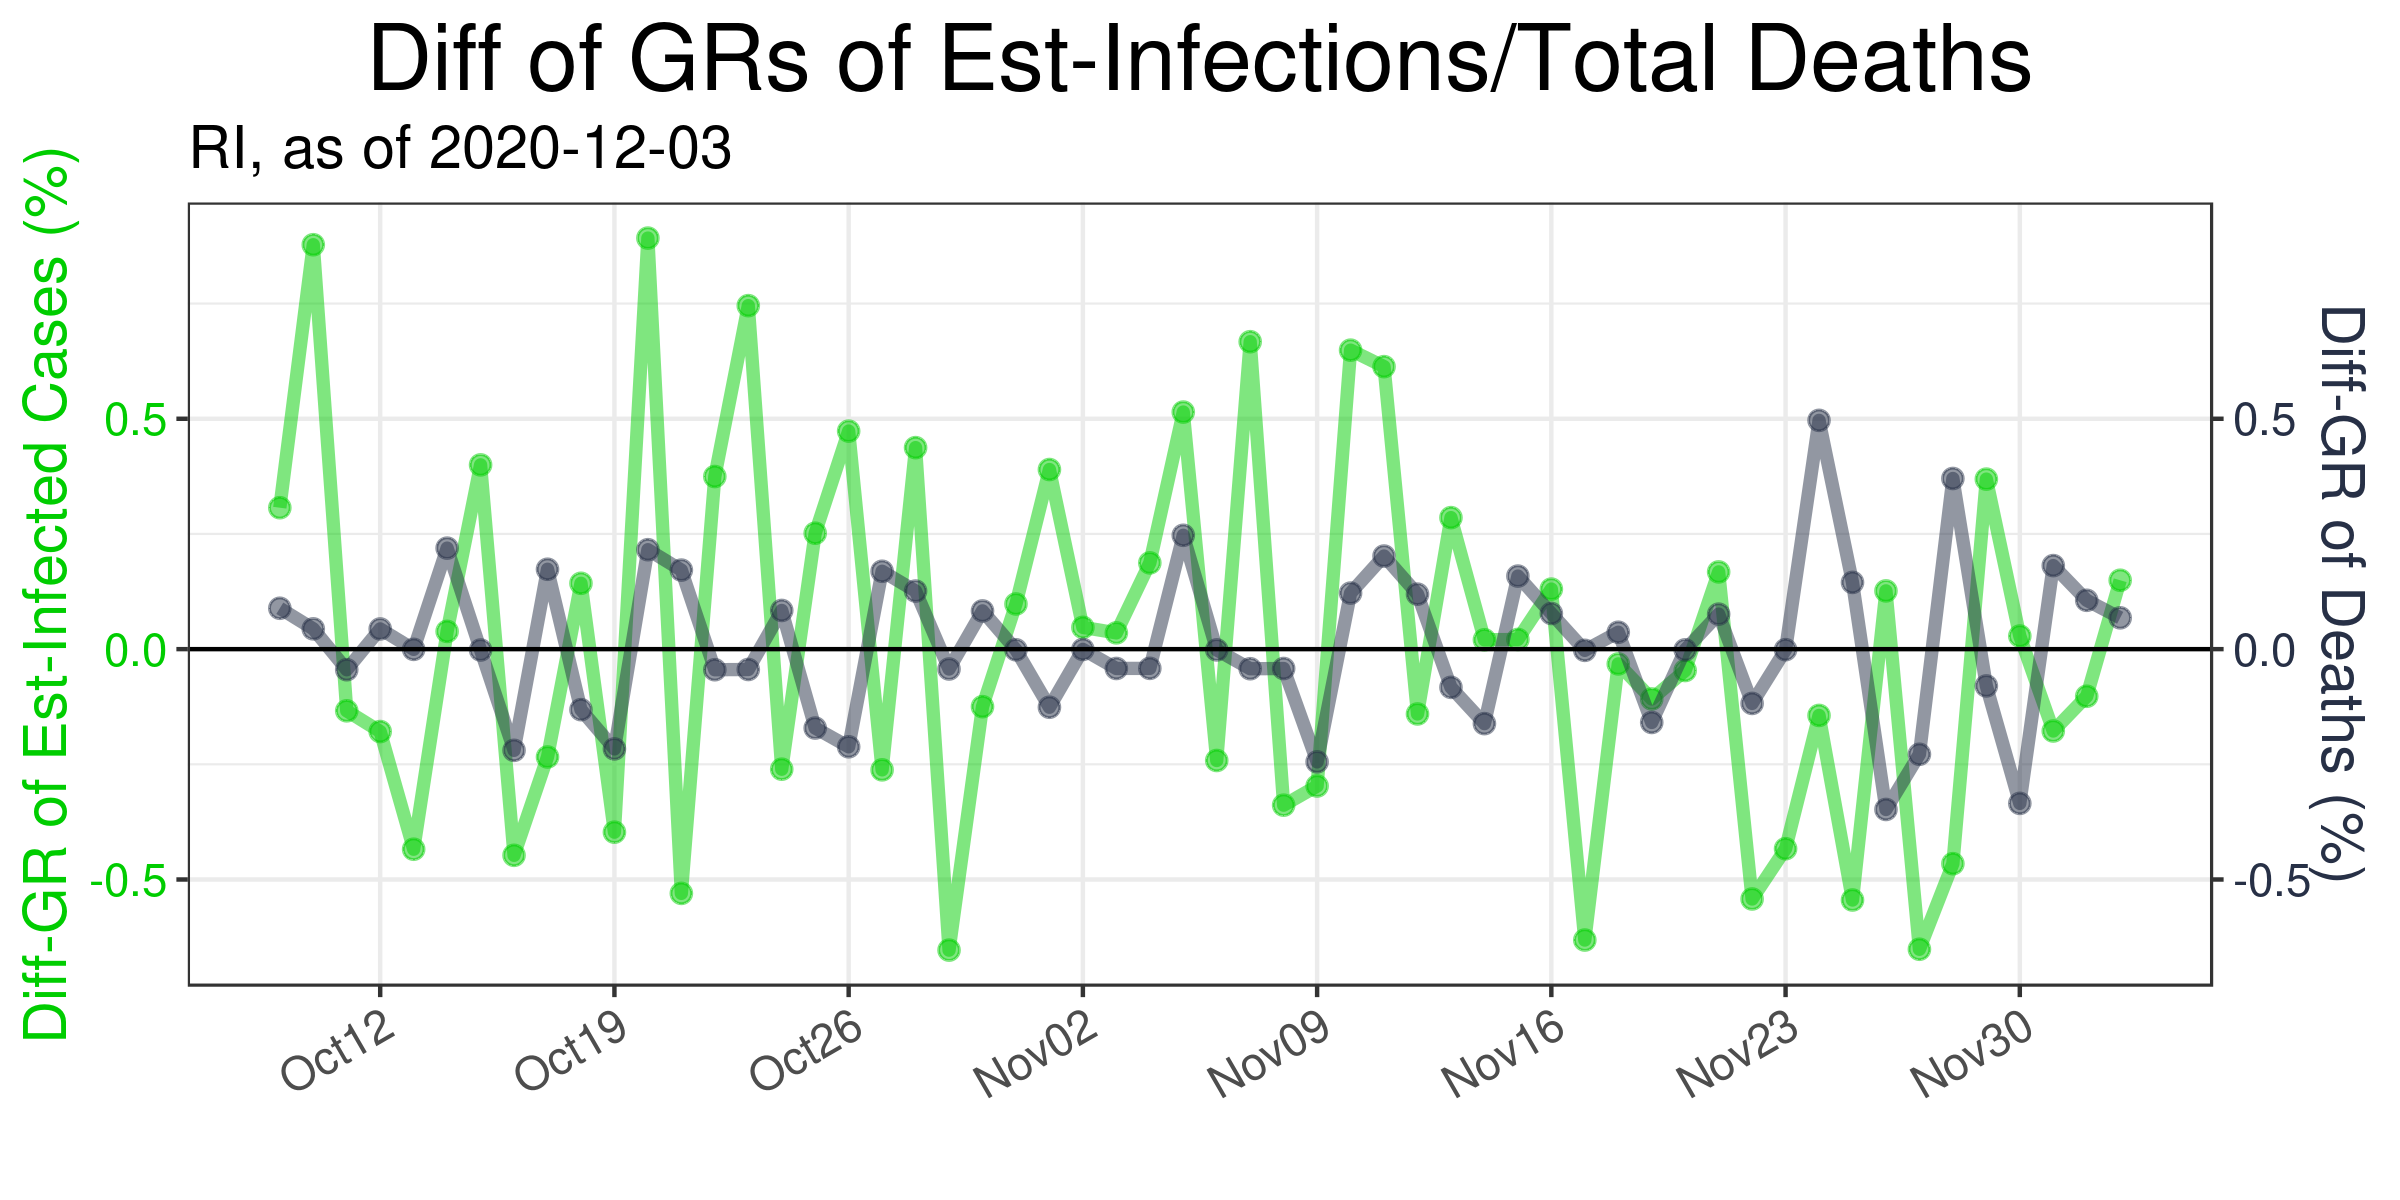 Diff of GRs of Est-Infections/Total Deaths
RI, as of 2020-12-03
Diff-GR of Est-Infected Cases (%)
0.5
0.0
-0.5
0.5
0.0
-0.5
Diff-GR of Deaths (%)
Oct12
Oct19
Oct26
Nov02
Nov09
Nov16
Nov23
Nov30